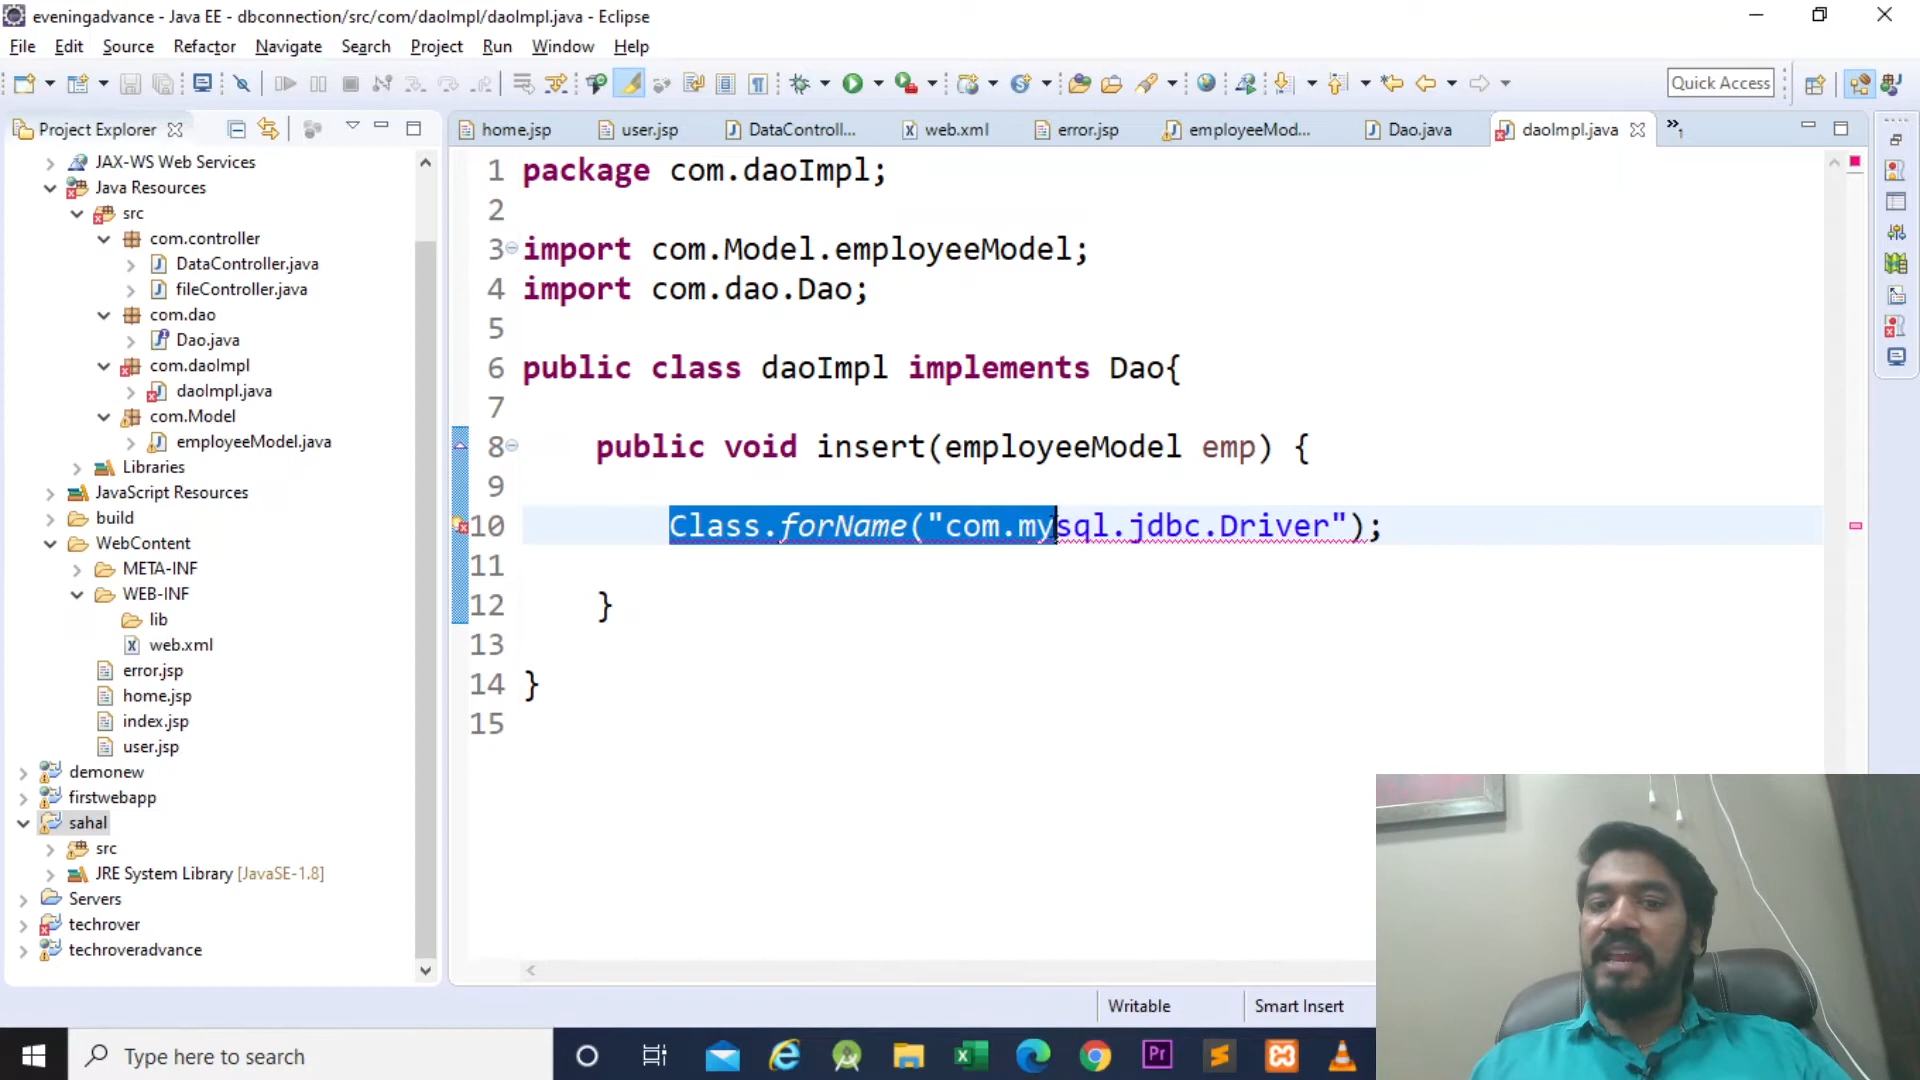 eveningadvance - Java EE - dbconnection/src/com/daoImpl/daoImpl.java - Eclipse
File Edit Source Refactor Navigate Search Project Run Window Help
Quick Access
Project Explorer
JAX-WS Web Services
Java Resources
src
com.controller
DataController.java
fileController.java
com.dao
Dao.java
com.daoImpl
daoImpl.java
com.Model
employeeModel.java
Libraries
JavaScript Resources
build
WebContent
META-INF
WEB-INF
lib
web.xml
error.jsp
home.jsp
index.jsp
user.jsp
demonew
firstwebapp
sahal
src
JRE System Library [JavaSE-1.8]
Servers
techrover
techroveradvance
home.jsp user.jsp DataControll... web.xml error.jsp employeeMod... Dao.java daoImpl.java »1
1 package com.daoImpl;
2
3 import com.Model.employeeModel;
4 import com.dao.Dao;
5
6 public class daoImpl implements Dao{
7
8 public void insert(employeeModel emp) {
9
10 Class.forName("com.mysql.jdbc.Driver");
11
12 }
13
14 }
15
Writable Smart Insert
Type here to search
Pr